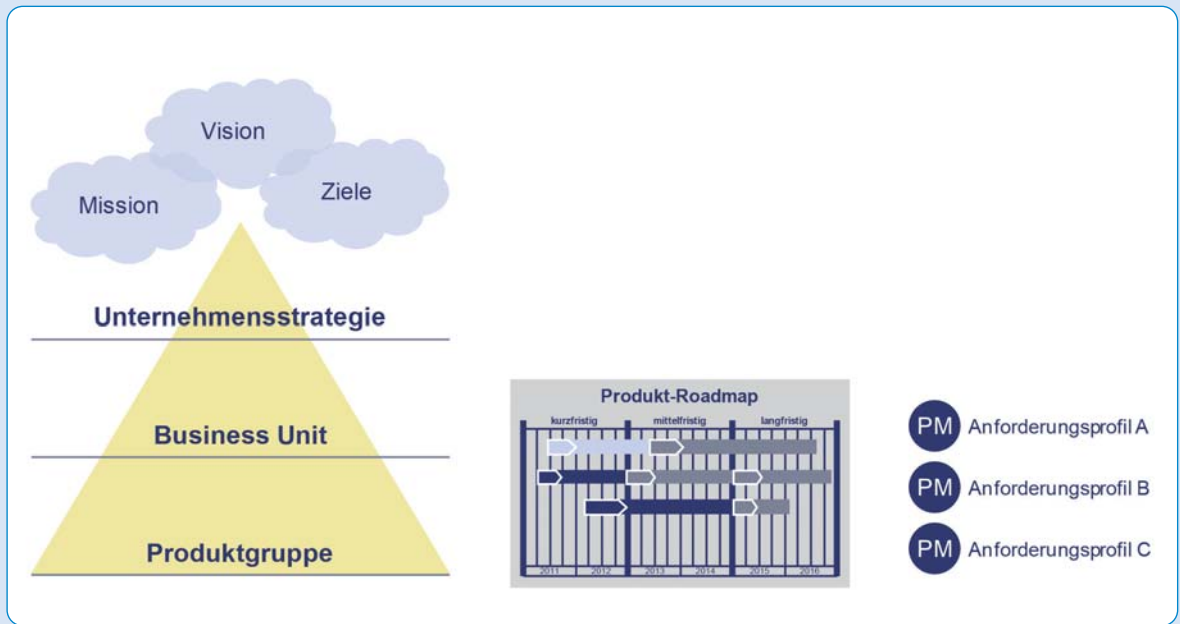 Vision
Mission
Ziele
Unternehmensstrategie
Business Unit
Produktgruppe
Produkt-Roadmap
kurzfristig mittelfristig langfristig
2011 2012 2013 2014 2015 2016
PM Anforderungsprofil A
PM Anforderungsprofil B
PM Anforderungsprofil C